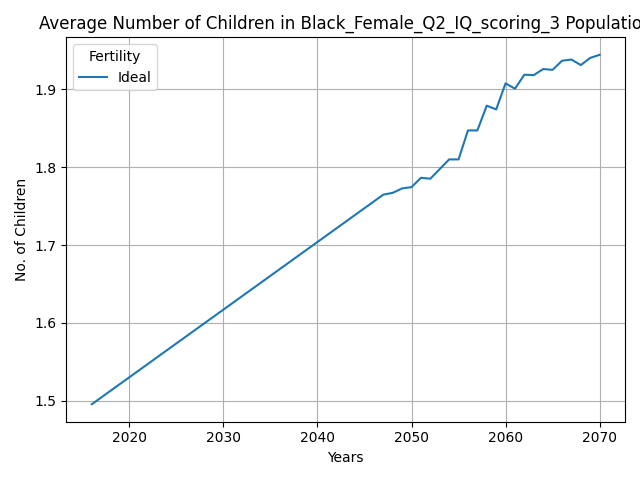 Average Number of Children in Black_Female_Q2_IQ_scoring_3 Populatio
Fertility
Ideal
1.9
1.8
1.7
1.6
1.5
No. of Children
2020 2030 2040 2050 2060 2070
Years